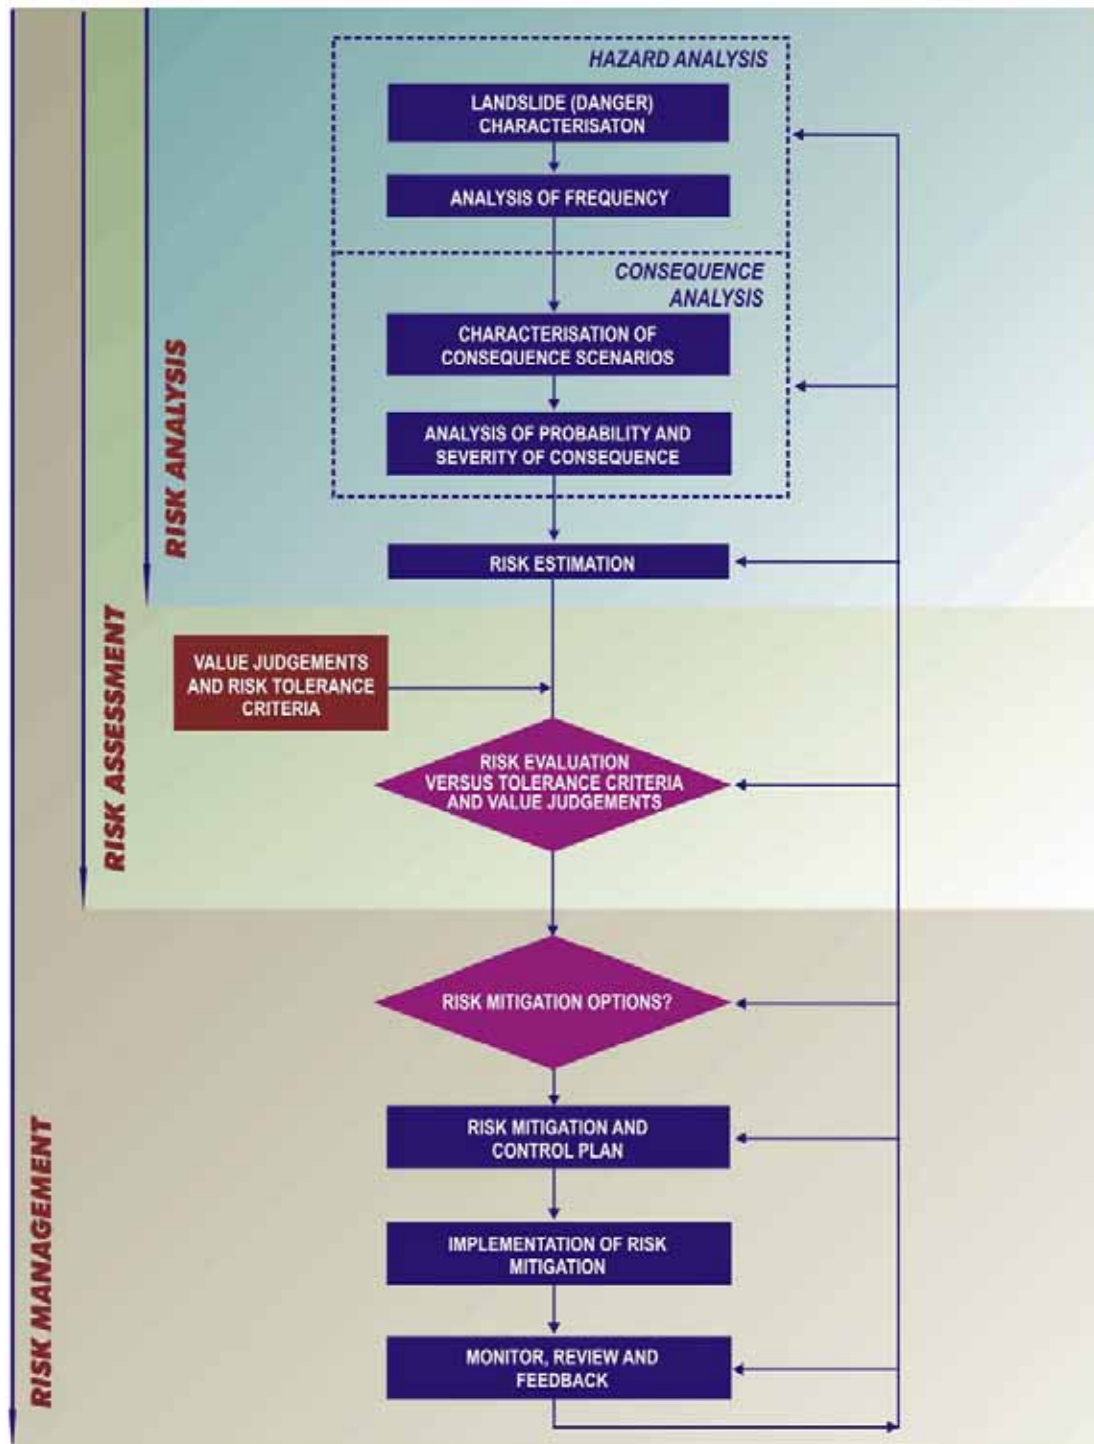 HAZARD ANALYSIS
LANDSLIDE (DANGER)
CHARACTERISATON
ANALYSIS OF FREQUENCY
CONSEQUENCE
ANALYSIS
CHARACTERISATION OF
CONSEQUENCE SCENARIOS
ANALYSIS OF PROBABILITY AND
SEVERITY OF CONSEQUENCE
RISK ANALYSIS
RISK ESTIMATION
VALUE JUDGEMENTS
AND RISK TOLERANCE
CRITERIA
RISK ASSESSMENT
RISK EVALUATION
VERSUS TOLERANCE CRITERIA
AND VALUE JUDGEMENTS
RISK MITIGATION OPTIONS?
RISK MITIGATION AND
CONTROL PLAN
RISK MANAGEMENT
IMPLEMENTATION OF RISK
MITIGATION
MONITOR, REVIEW AND
FEEDBACK